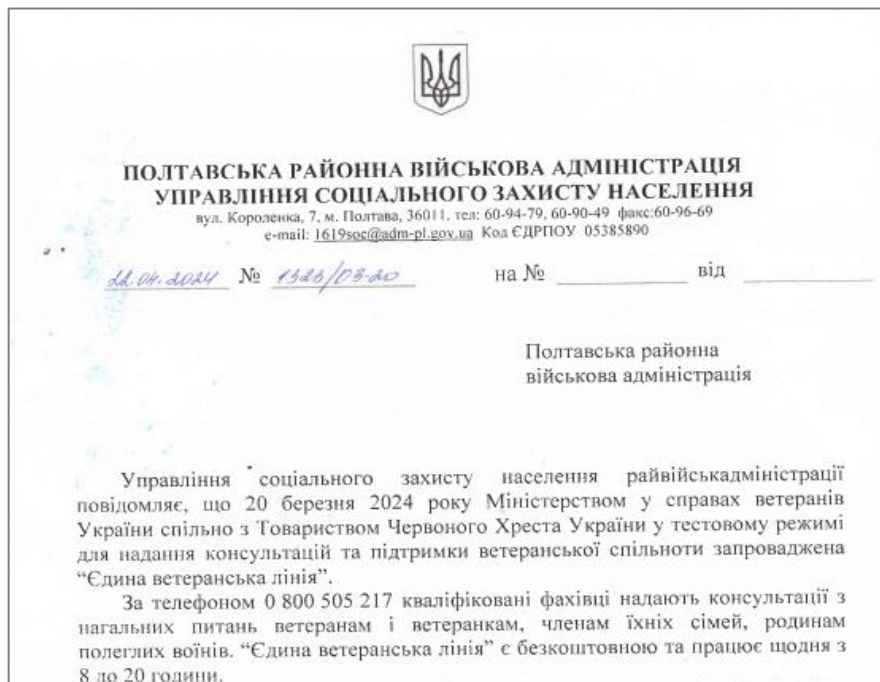 ПОЛТАВСЬКА РАЙОННА ВІЙСЬКОВА АДМІНІСТРАЦІЯ
УПРАВЛІННЯ СОЦІАЛЬНОГО ЗАХИСТУ НАСЕЛЕННЯ
вул. Короленка, 7, м. Полтава, 36011, тел: 60-94-79, 60-90-49 факс:60-96-69
e-mail: 1619soc@adm-pl.gov.ua Код ЄДРПОУ 05385890
22.04.2024 № 1326/03-20 на № від
Полтавська районна
військова адміністрація
Управління соціального захисту населення райвійськадміністрації
повідомляє, що 20 березня 2024 року Міністерством у справах ветеранів
України спільно з Товариством Червоного Хреста України у тестовому режимі
для надання консультацій та підтримки ветеранської спільноти запроваджена
“Єдина ветеранська лінія”.
За телефоном 0 800 505 217 кваліфіковані фахівці надають консультації з
нагальних питань ветеранам і ветеранкам, членам їхніх сімей, родинам
полеглих воїнів. “Єдина ветеранська лінія” є безкоштовною та працює щодня з
8 до 20 години.